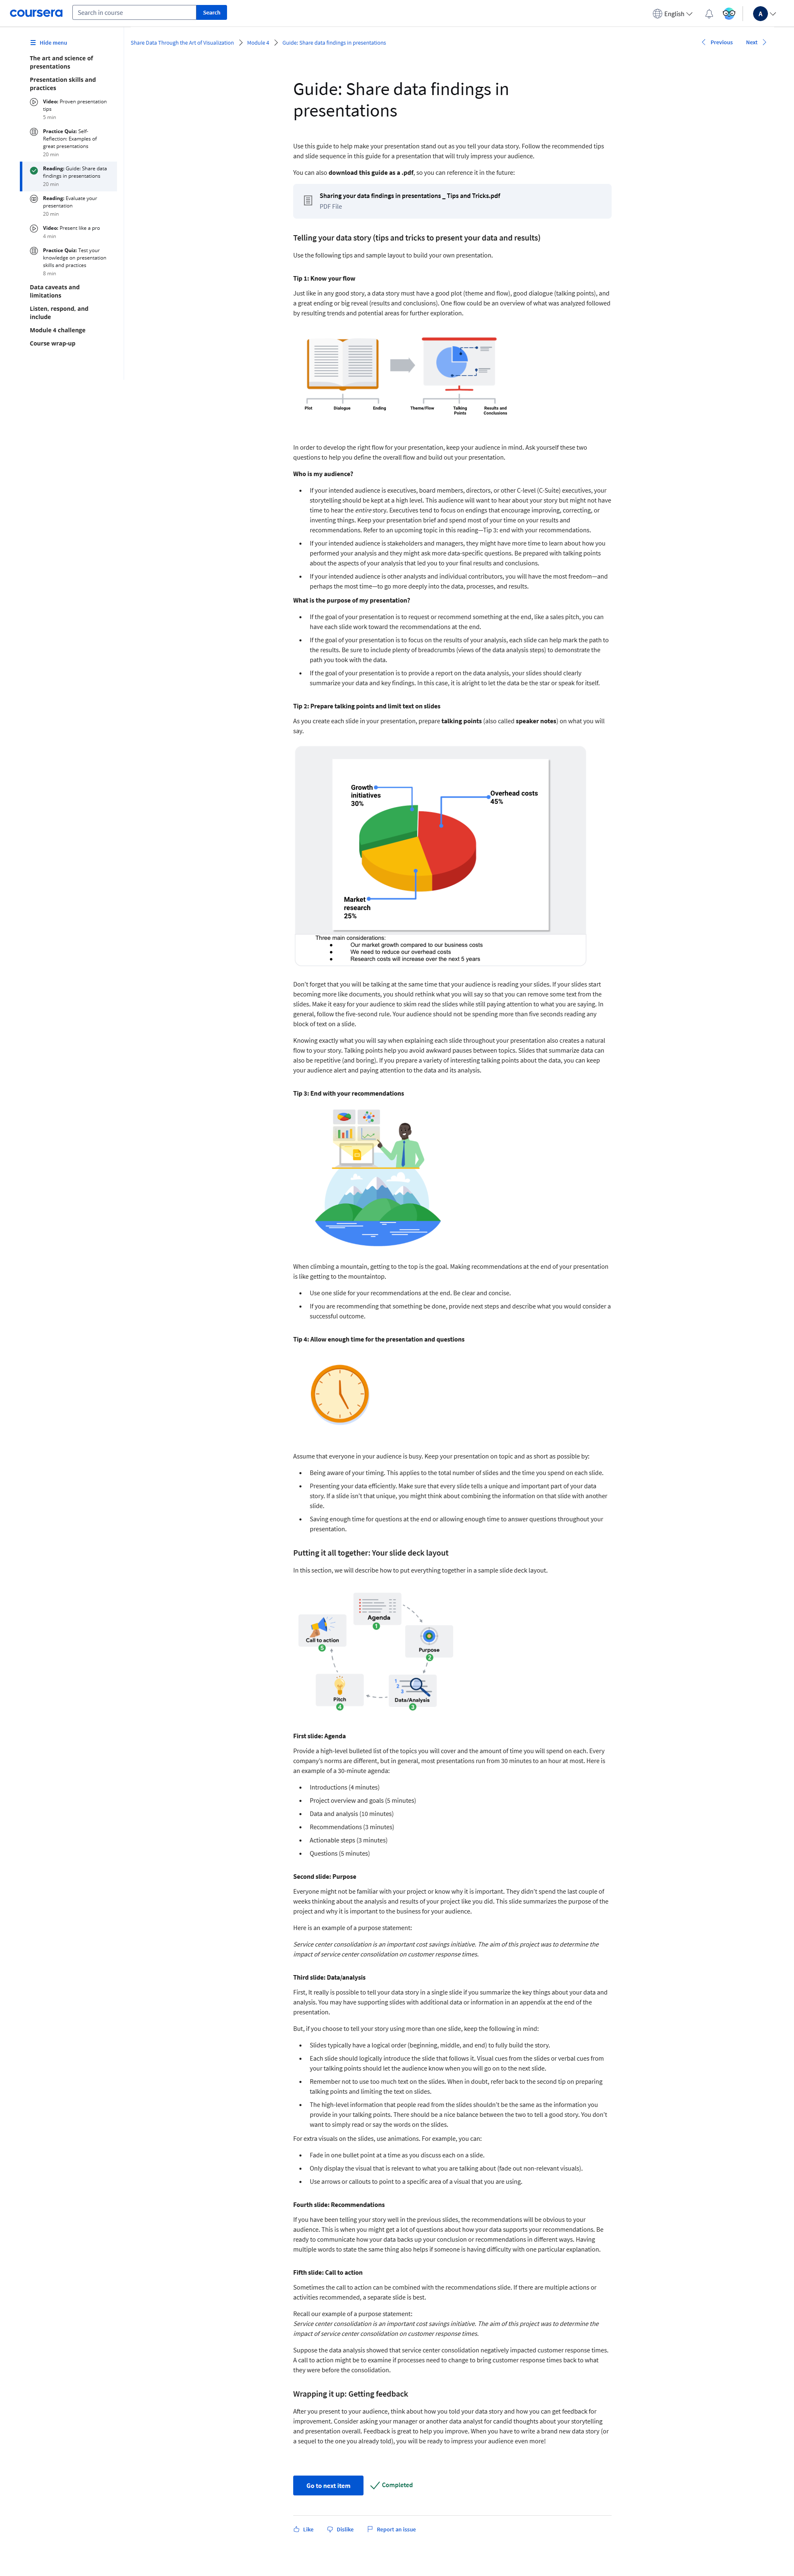 coursera
Search in course
Search
English
A
Hide menu
Share Data Through the Art of Visualization
Module 4
Guide: Share data findings in presentations
Previous
Next
The art and science of
presentations
Presentation skills and
practices
Video: Proven presentation
tips
5 min
Practice Quiz: Self-
Reflection: Examples of
great presentations
20 min
Reading: Guide: Share data
findings in presentations
20 min
Reading: Evaluate your
presentation
20 min
Video: Present like a pro
4 min
Practice Quiz: Test your
knowledge on presentation
skills and practices
8 min
Data caveats and
limitations
Listen, respond, and
include
Module 4 challenge
Course wrap-up
Guide: Share data findings in
presentations
Use this guide to help make your presentation stand out as you tell your data story. Follow the recommended tips
and slide sequence in this guide for a presentation that will truly impress your audience.
You can also download this guide as a .pdf, so you can reference it in the future:
Sharing your data findings in presentations _ Tips and Tricks.pdf
PDF File
Telling your data story (tips and tricks to present your data and results)
Use the following tips and sample layout to build your own presentation.
Tip 1: Know your flow
Just like in any good story, a data story must have a good plot (theme and flow), good dialogue (talking points), and
a great ending or big reveal (results and conclusions). One flow could be an overview of what was analyzed followed
by resulting trends and potential areas for further exploration.
Plot
Dialogue
Ending
Theme/Flow
Talking
Points
Results and
Conclusions
In order to develop the right flow for your presentation, keep your audience in mind. Ask yourself these two
questions to help you define the overall flow and build out your presentation.
Who is my audience?
• If your intended audience is executives, board members, directors, or other C-level (C-Suite) executives, your
storytelling should be kept at a high level. This audience will want to hear about your story but might not have
time to hear the entire story. Executives tend to focus on endings that encourage improving, correcting, or
inventing things. Keep your presentation brief and spend most of your time on your results and
recommendations. Refer to an upcoming topic in this reading—Tip 3: end with your recommendations.
• If your intended audience is stakeholders and managers, they might have more time to learn about how you
performed your analysis and they might ask more data-specific questions. Be prepared with talking points
about the aspects of your analysis that led you to your final results and conclusions.
• If your intended audience is other analysts and individual contributors, you will have the most freedom—and
perhaps the most time—to go more deeply into the data, processes, and results.
What is the purpose of my presentation?
• If the goal of your presentation is to request or recommend something at the end, like a sales pitch, you can
have each slide work toward the recommendations at the end.
• If the goal of your presentation is to focus on the results of your analysis, each slide can help mark the path to
the results. Be sure to include plenty of breadcrumbs (views of the data analysis steps) to demonstrate the
path you took with the data.
• If the goal of your presentation is to provide a report on the data analysis, your slides should clearly
summarize your data and key findings. In this case, it is alright to let the data be the star or speak for itself.
Tip 2: Prepare talking points and limit text on slides
As you create each slide in your presentation, prepare talking points (also called speaker notes) on what you will
say.
Growth
initiatives
30%
Overhead costs
45%
Market
research
25%
Three main considerations:
● Our market growth compared to our business costs
● We need to reduce our overhead costs
● Research costs will increase over the next 5 years
Don't forget that you will be talking at the same time that your audience is reading your slides. If your slides start
becoming more like documents, you should rethink what you will say so that you can remove some text from the
slides. Make it easy for your audience to skim read the slides while still paying attention to what you are saying. In
general, follow the five-second rule. Your audience should not be spending more than five seconds reading any
block of text on a slide.
Knowing exactly what you will say when explaining each slide throughout your presentation also creates a natural
flow to your story. Talking points help you avoid awkward pauses between topics. Slides that summarize data can
also be repetitive (and boring). If you prepare a variety of interesting talking points about the data, you can keep
your audience alert and paying attention to the data and its analysis.
Tip 3: End with your recommendations
When climbing a mountain, getting to the top is the goal. Making recommendations at the end of your presentation
is like getting to the mountaintop.
• Use one slide for your recommendations at the end. Be clear and concise.
• If you are recommending that something be done, provide next steps and describe what you would consider a
successful outcome.
Tip 4: Allow enough time for the presentation and questions
Assume that everyone in your audience is busy. Keep your presentation on topic and as short as possible by:
• Being aware of your timing. This applies to the total number of slides and the time you spend on each slide.
• Presenting your data efficiently. Make sure that every slide tells a unique and important part of your data
story. If a slide isn't that unique, you might think about combining the information on that slide with another
slide.
• Saving enough time for questions at the end or allowing enough time to answer questions throughout your
presentation.
Putting it all together: Your slide deck layout
In this section, we will describe how to put everything together in a sample slide deck layout.
Agenda
1
Call to action
5
Purpose
2
Pitch
4
1
2
2
Data/Analysis
3
First slide: Agenda
Provide a high-level bulleted list of the topics you will cover and the amount of time you will spend on each. Every
company's norms are different, but in general, most presentations run from 30 minutes to an hour at most. Here is
an example of a 30-minute agenda:
• Introductions (4 minutes)
• Project overview and goals (5 minutes)
• Data and analysis (10 minutes)
• Recommendations (3 minutes)
• Actionable steps (3 minutes)
• Questions (5 minutes)
Second slide: Purpose
Everyone might not be familiar with your project or know why it is important. They didn't spend the last couple of
weeks thinking about the analysis and results of your project like you did. This slide summarizes the purpose of the
project and why it is important to the business for your audience.
Here is an example of a purpose statement:
Service center consolidation is an important cost savings initiative. The aim of this project was to determine the
impact of service center consolidation on customer response times.
Third slide: Data/analysis
First, It really is possible to tell your data story in a single slide if you summarize the key things about your data and
analysis. You may have supporting slides with additional data or information in an appendix at the end of the
presentation.
But, if you choose to tell your story using more than one slide, keep the following in mind:
• Slides typically have a logical order (beginning, middle, and end) to fully build the story.
• Each slide should logically introduce the slide that follows it. Visual cues from the slides or verbal cues from
your talking points should let the audience know when you will go on to the next slide.
• Remember not to use too much text on the slides. When in doubt, refer back to the second tip on preparing
talking points and limiting the text on slides.
• The high-level information that people read from the slides shouldn't be the same as the information you
provide in your talking points. There should be a nice balance between the two to tell a good story. You don't
want to simply read or say the words on the slides.
For extra visuals on the slides, use animations. For example, you can:
• Fade in one bullet point at a time as you discuss each on a slide.
• Only display the visual that is relevant to what you are talking about (fade out non-relevant visuals).
• Use arrows or callouts to point to a specific area of a visual that you are using.
Fourth slide: Recommendations
If you have been telling your story well in the previous slides, the recommendations will be obvious to your
audience. This is when you might get a lot of questions about how your data supports your recommendations. Be
ready to communicate how your data backs up your conclusion or recommendations in different ways. Having
multiple words to state the same thing also helps if someone is having difficulty with one particular explanation.
Fifth slide: Call to action
Sometimes the call to action can be combined with the recommendations slide. If there are multiple actions or
activities recommended, a separate slide is best.
Recall our example of a purpose statement:
Service center consolidation is an important cost savings initiative. The aim of this project was to determine the
impact of service center consolidation on customer response times.
Suppose the data analysis showed that service center consolidation negatively impacted customer response times.
A call to action might be to examine if processes need to change to bring customer response times back to what
they were before the consolidation.
Wrapping it up: Getting feedback
After you present to your audience, think about how you told your data story and how you can get feedback for
improvement. Consider asking your manager or another data analyst for candid thoughts about your storytelling
and presentation overall. Feedback is great to help you improve. When you have to write a brand new data story (or
a sequel to the one you already told), you will be ready to impress your audience even more!
Go to next item
Completed
Like
Dislike
Report an issue